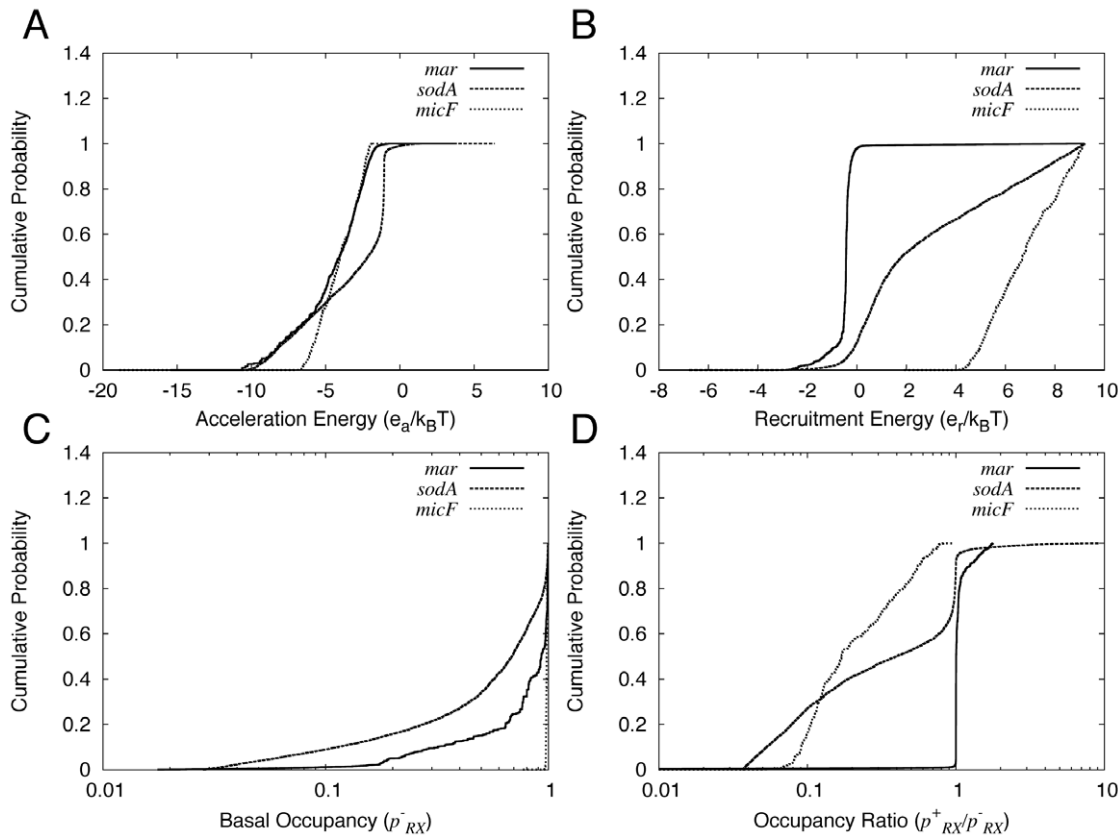 A
1.4
1.2
1
0.8
0.6
0.4
0.2
0
Cumulative Probability
mar
sodA
micF
-20 -15 -10 -5 0 5 10
Acceleration Energy (e_a/k_BT)
B
1.4
1.2
1
0.8
0.6
0.4
0.2
0
Cumulative Probability
mar
sodA
micF
-8 -6 -4 -2 0 2 4 6 8 10
Recruitment Energy (e_r/k_BT)
C
1.4
1.2
1
0.8
0.6
0.4
0.2
0
Cumulative Probability
mar
sodA
micF
0.01 0.1 1
Basal Occupancy (p^-_RX)
D
1.4
1.2
1
0.8
0.6
0.4
0.2
0
Cumulative Probability
mar
sodA
micF
0.01 0.1 1 10
Occupancy Ratio (p^+_RX/p^-_RX)